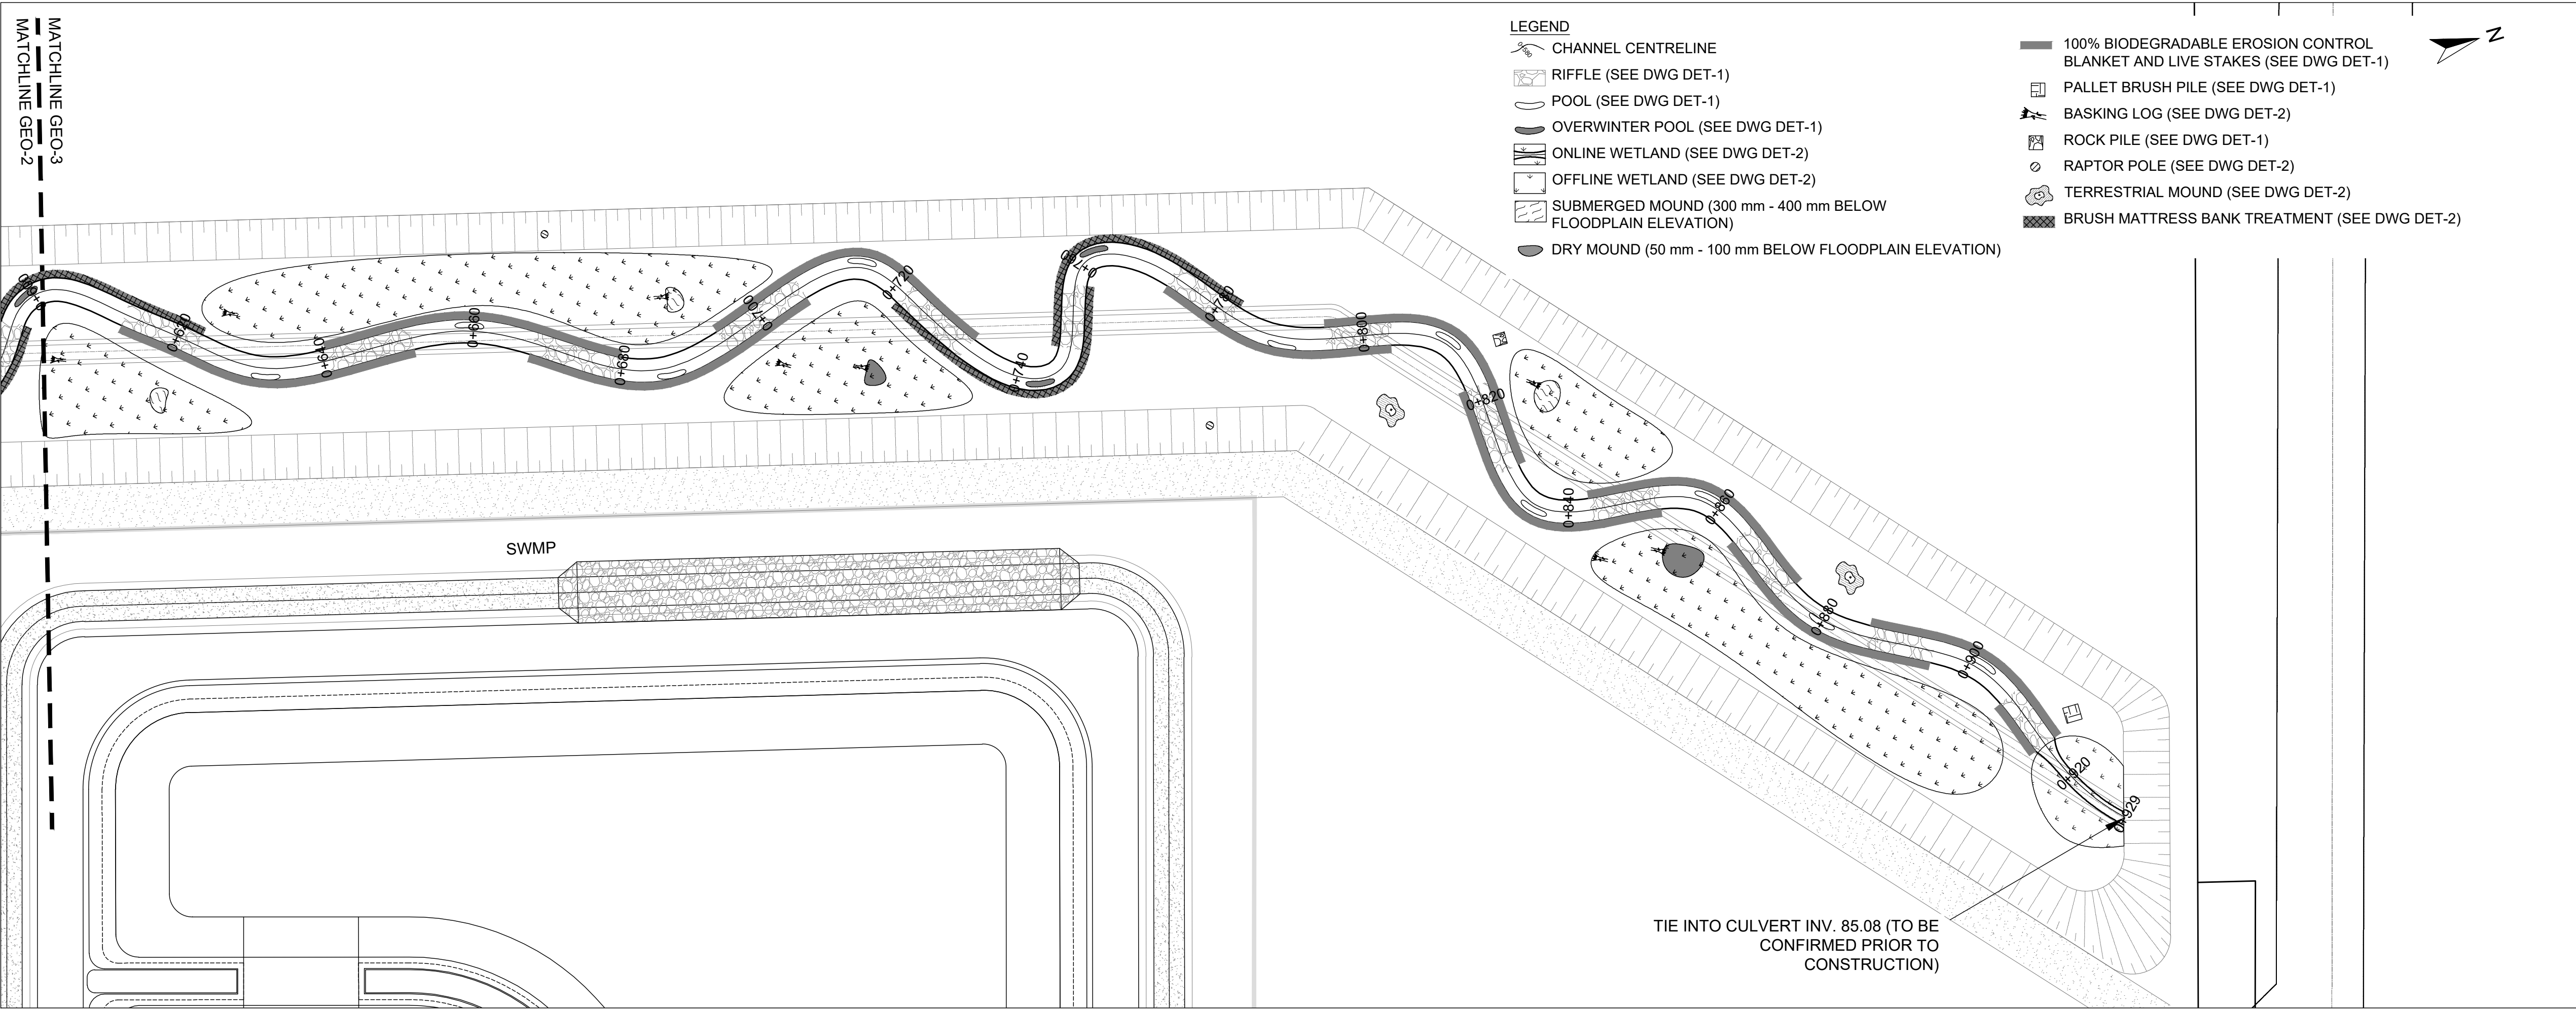 MATCHLINE GEO-3
MATCHLINE GEO-2
LEGEND
0+580
CHANNEL CENTRELINE
RIFFLE (SEE DWG DET-1)
POOL (SEE DWG DET-1)
OVERWINTER POOL (SEE DWG DET-1)
ONLINE WETLAND (SEE DWG DET-2)
OFFLINE WETLAND (SEE DWG DET-2)
SUBMERGED MOUND (300 mm - 400 mm BELOW
FLOODPLAIN ELEVATION)
DRY MOUND (50 mm - 100 mm BELOW FLOODPLAIN ELEVATION)
100% BIODEGRADABLE EROSION CONTROL
BLANKET AND LIVE STAKES (SEE DWG DET-1)
PALLET BRUSH PILE (SEE DWG DET-1)
BASKING LOG (SEE DWG DET-2)
ROCK PILE (SEE DWG DET-1)
RAPTOR POLE (SEE DWG DET-2)
TERRESTRIAL MOUND (SEE DWG DET-2)
BRUSH MATTRESS BANK TREATMENT (SEE DWG DET-2)
N
0+600
0+620
0+640
0+660
0+680
0+700
0+720
0+740
0+760
0+780
0+800
0+820
0+840
0+860
0+880
0+900
0+920
0+929
SWMP
TIE INTO CULVERT INV. 85.08 (TO BE
CONFIRMED PRIOR TO
CONSTRUCTION)